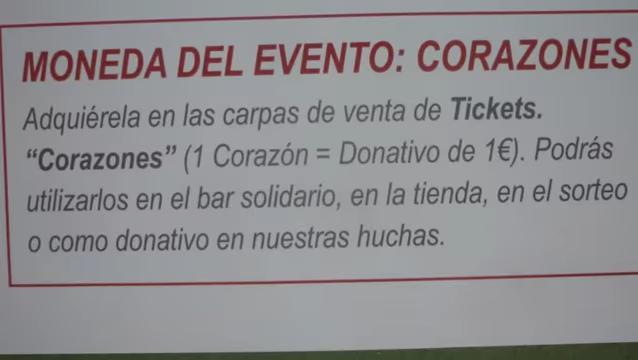 MONEDA DEL EVENTO: CORAZONES
Adquiérela en las carpas de venta de Tickets.
“Corazones” (1 Corazón = Donativo de 1€). Podrás
utilizarlos en el bar solidario, en la tienda, en el sorteo
o como donativo en nuestras huchas.